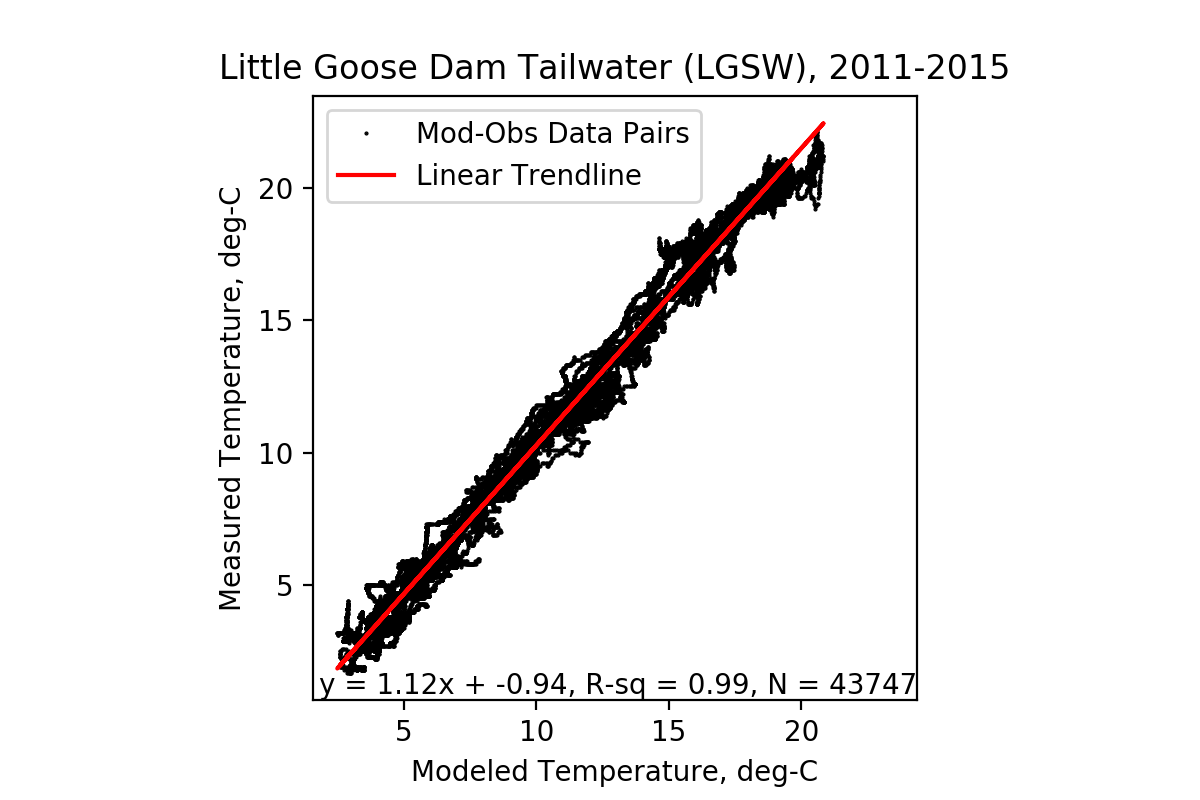 Little Goose Dam Tailwater (LGSW), 2011-2015
Mod-Obs Data Pairs
Linear Trendline
Measured Temperature, deg-C
20
15
10
5
y = 1.12x + -0.94, R-sq = 0.99, N = 43747
5 10 15 20
Modeled Temperature, deg-C